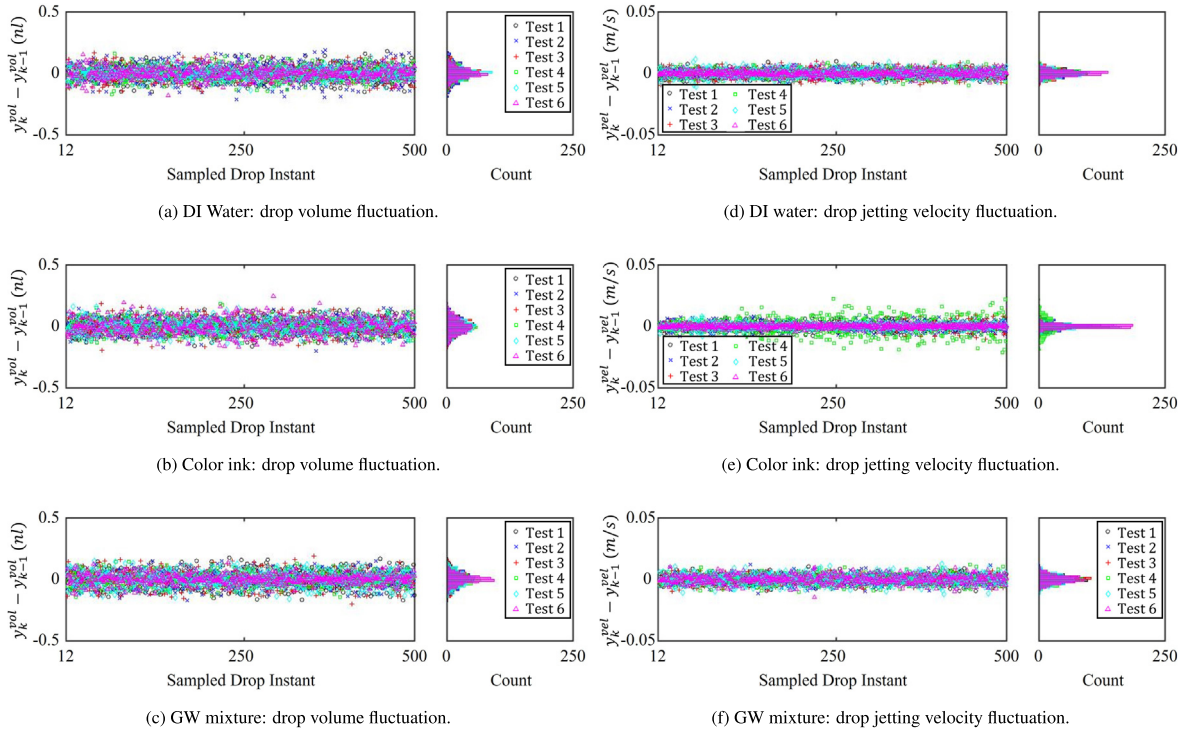 0.5
0
-0.5
y_k^vol − y_{k−1}^vol (nl)
12 250 500
Sampled Drop Instant
0 250
Count
Test 1
Test 2
Test 3
Test 4
Test 5
Test 6
(a) DI Water: drop volume fluctuation.
0.05
0
-0.05
y_k^vel − y_{k−1}^vel (m/s)
Test 1 Test 4
Test 2 Test 5
Test 3 Test 6
12 250 500
Sampled Drop Instant
0 250
Count
(d) DI water: drop jetting velocity fluctuation.
0.5
0
-0.5
y_k^vol − y_{k−1}^vol (nl)
12 250 500
Sampled Drop Instant
0 250
Count
Test 1
Test 2
Test 3
Test 4
Test 5
Test 6
(b) Color ink: drop volume fluctuation.
0.05
0
-0.05
y_k^vel − y_{k−1}^vel (m/s)
Test 1 Test 4
Test 2 Test 5
Test 3 Test 6
12 250 500
Sampled Drop Instant
0 250
Count
(e) Color ink: drop jetting velocity fluctuation.
0.5
0
-0.5
y_k^vol − y_{k−1}^vol (nl)
12 250 500
Sampled Drop Instant
0 250
Count
Test 1
Test 2
Test 3
Test 4
Test 5
Test 6
(c) GW mixture: drop volume fluctuation.
0.05
0
-0.05
y_k^vel − y_{k−1}^vel (m/s)
12 250 500
Sampled Drop Instant
0 250
Count
Test 1
Test 2
Test 3
Test 4
Test 5
Test 6
(f) GW mixture: drop jetting velocity fluctuation.